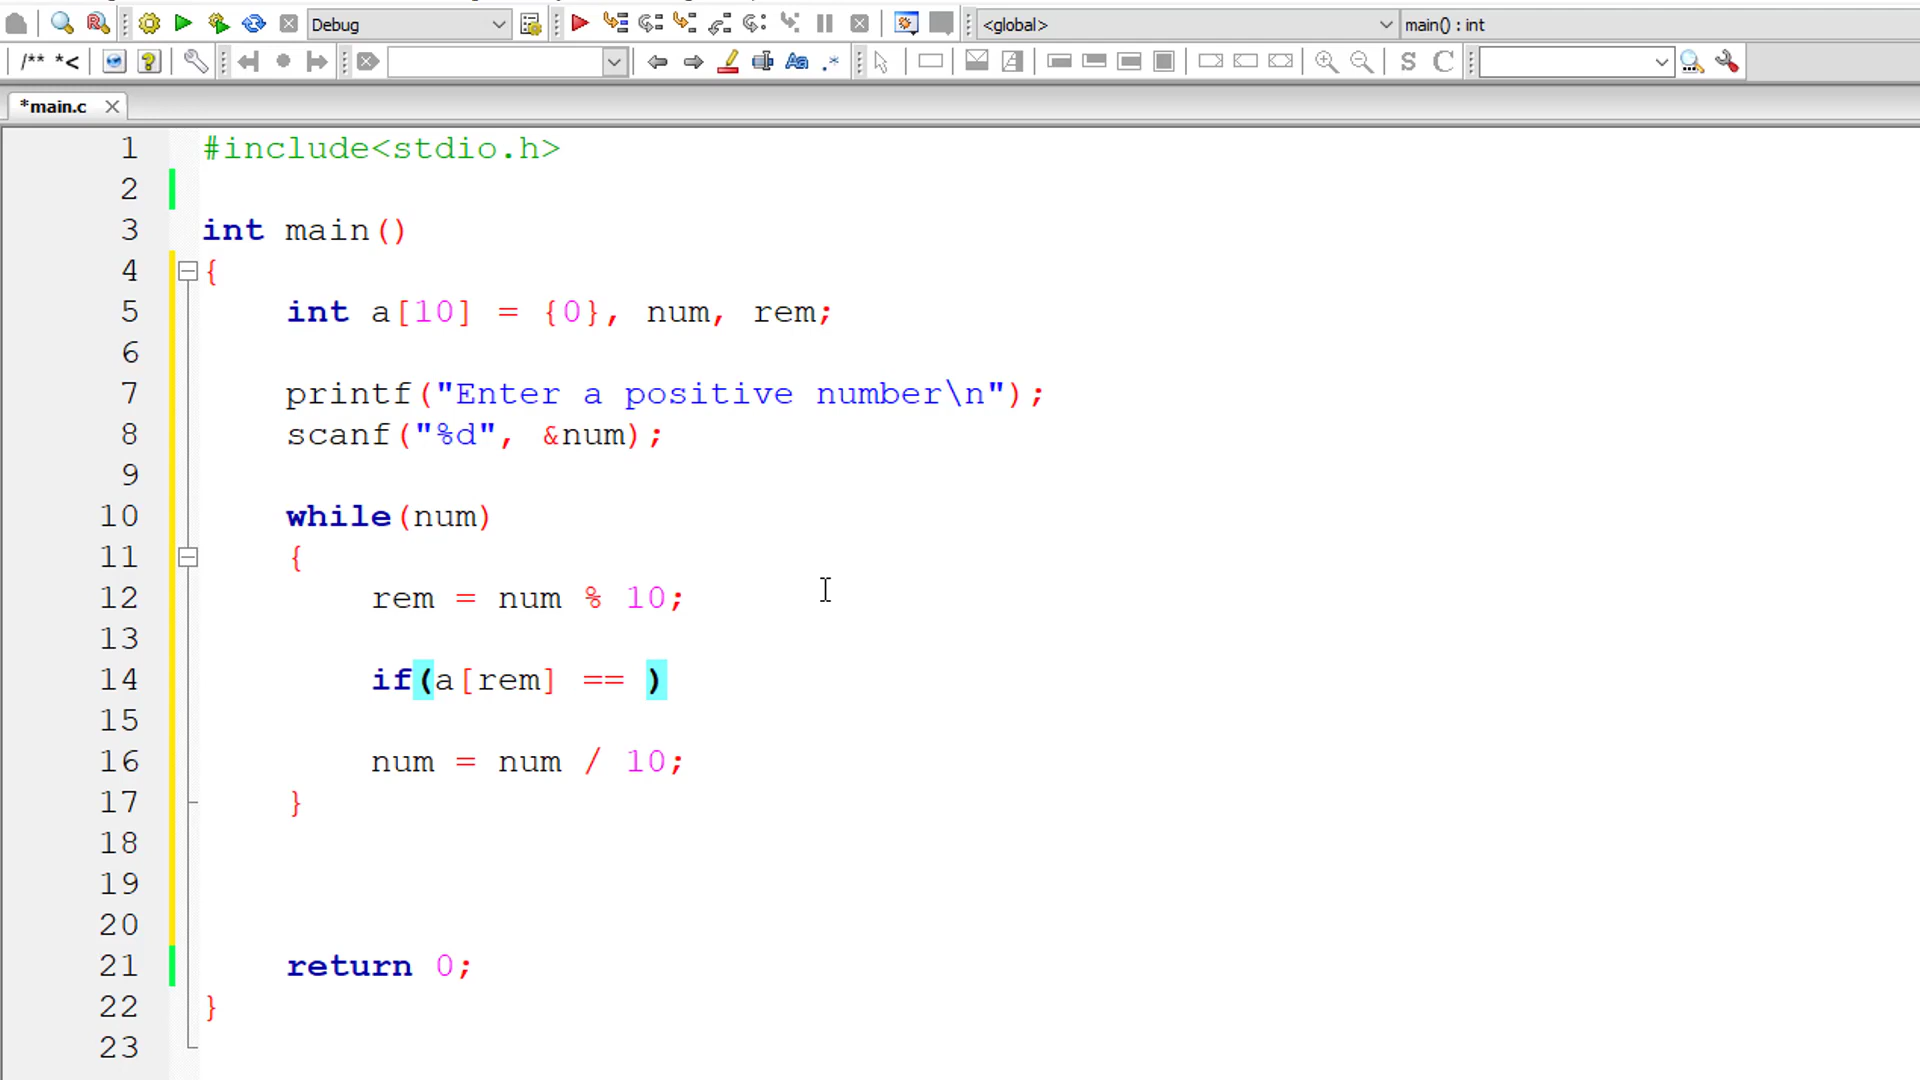 Debug
<global>
main() : int
/** *<
Aa
.*
S
C
*main.c
1 #include<stdio.h>
2
3 int main()
4 {
5 int a[10] = {0}, num, rem;
6
7 printf("Enter a positive number\n");
8 scanf("%d", &num);
9
10 while(num)
11 {
12 rem = num % 10;
13
14 if(a[rem] == )
15
16 num = num / 10;
17 }
18
19
20
21 return 0;
22 }
23